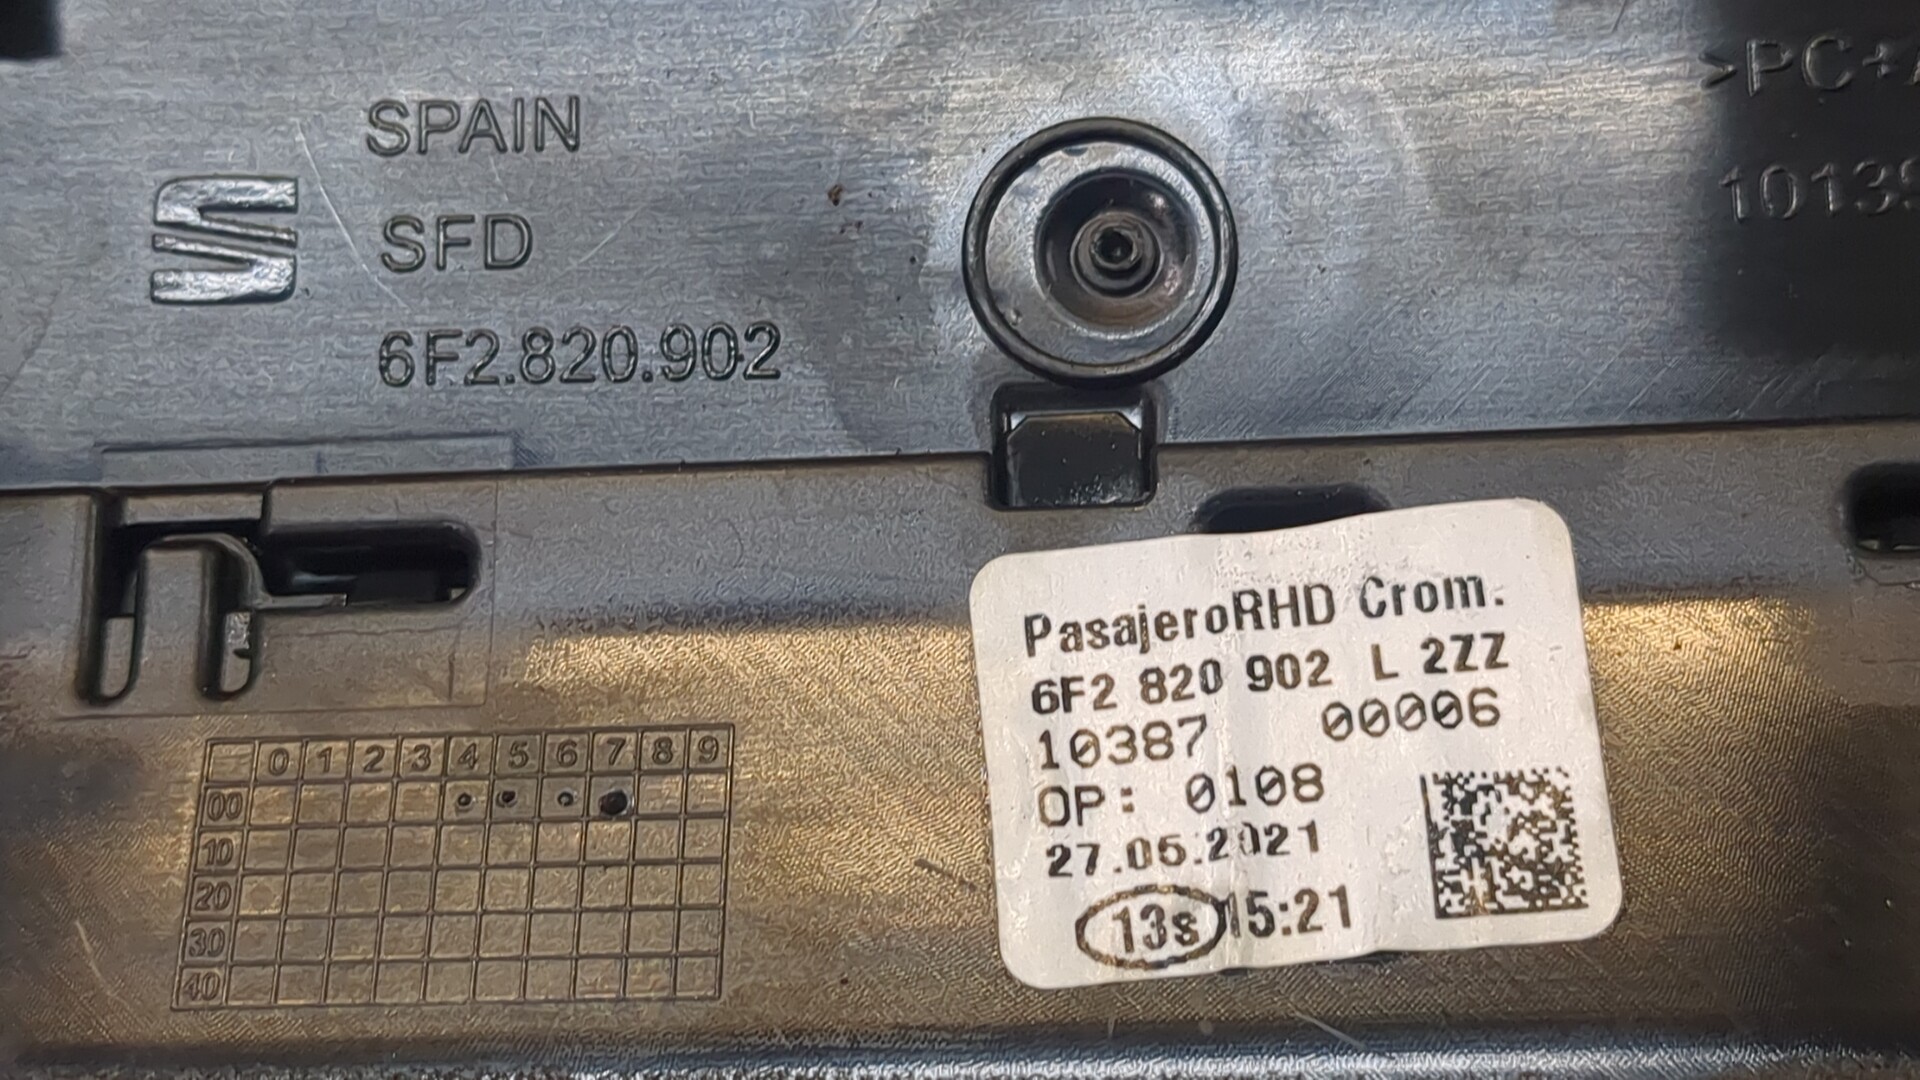 SPAIN
SFD
6F2.820.902
>PC+A
1013
PasajeroRHD Crom.
6F2 820 902 L 2ZZ
10387 00006
OP: 0108
27.05.2021
13s 15:21
0 1 2 3 4 5 6 7 8 9
00
10
20
30
40